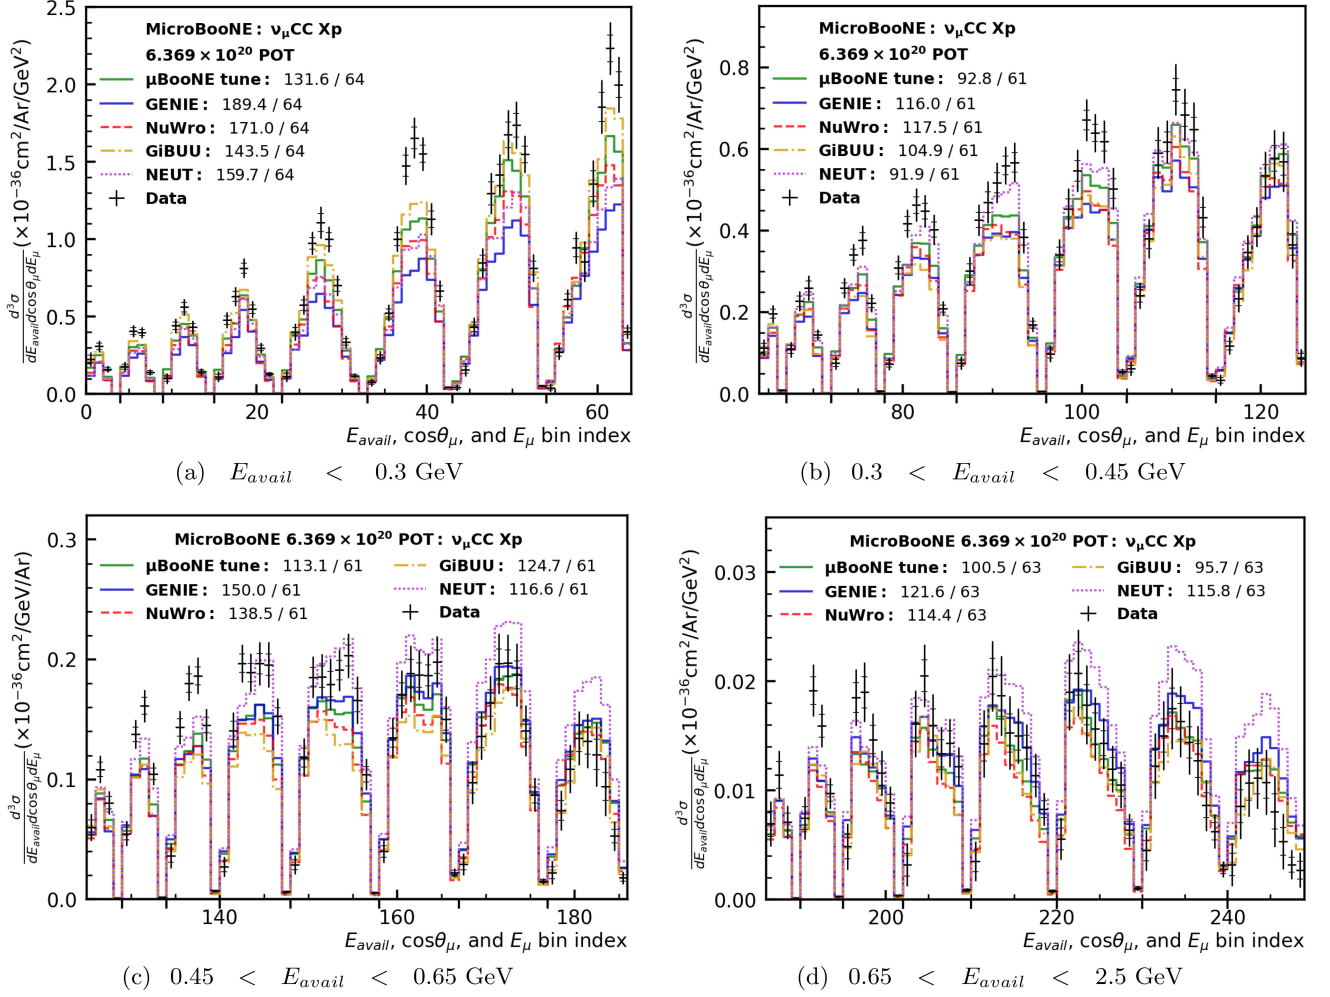 MicroBooNE: νμCC Xp
6.369 × 10²⁰ POT
μBooNE tune: 131.6 / 64
GENIE: 189.4 / 64
NuWro: 171.0 / 64
GiBUU: 143.5 / 64
NEUT: 159.7 / 64
Data
2.5
2.0
1.5
1.0
0.5
0.0
d³σ/dE_avail dcosθ_μ dE_μ (×10⁻³⁶cm²/Ar/GeV²)
0 20 40 60
E_avail, cosθ_μ, and E_μ bin index
(a) E_avail < 0.3 GeV
MicroBooNE: νμCC Xp
6.369 × 10²⁰ POT
μBooNE tune: 92.8 / 61
GENIE: 116.0 / 61
NuWro: 117.5 / 61
GiBUU: 104.9 / 61
NEUT: 91.9 / 61
Data
0.8
0.6
0.4
0.2
0.0
d³σ/dE_avail dcosθ_μ dE_μ (×10⁻³⁶cm²/Ar/GeV²)
80 100 120
E_avail, cosθ_μ, and E_μ bin index
(b) 0.3 < E_avail < 0.45 GeV
MicroBooNE 6.369 × 10²⁰ POT: νμCC Xp
μBooNE tune: 113.1 / 61
GENIE: 150.0 / 61
NuWro: 138.5 / 61
GiBUU: 124.7 / 61
NEUT: 116.6 / 61
Data
0.3
0.2
0.1
0.0
d³σ/dE_avail dcosθ_μ dE_μ (×10⁻³⁶cm²/GeV/Ar)
140 160 180
E_avail, cosθ_μ, and E_μ bin index
(c) 0.45 < E_avail < 0.65 GeV
MicroBooNE 6.369 × 10²⁰ POT: νμCC Xp
μBooNE tune: 100.5 / 63
GENIE: 121.6 / 63
NuWro: 114.4 / 63
GiBUU: 95.7 / 63
NEUT: 115.8 / 63
Data
0.03
0.02
0.01
0.00
d³σ/dE_avail dcosθ_μ dE_μ (×10⁻³⁶cm²/Ar/GeV²)
200 220 240
E_avail, cosθ_μ, and E_μ bin index
(d) 0.65 < E_avail < 2.5 GeV